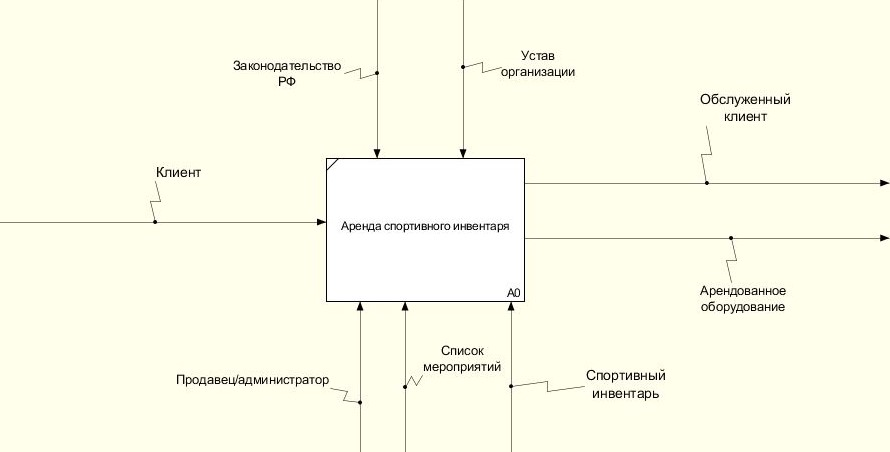 Законодательство
РФ
Устав
организации
Обслуженный
клиент
Клиент
Аренда спортивного инвентаря
A0
Арендованное
оборудование
Список
мероприятий
Продавец/администратор
Спортивный
инвентарь